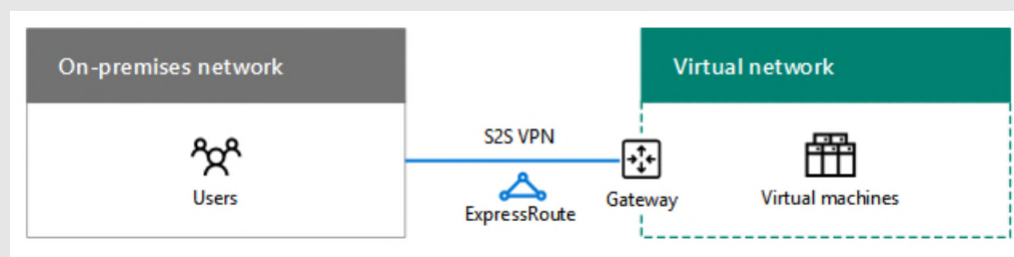 On-premises network
Users
S2S VPN
ExpressRoute
Gateway
Virtual network
Virtual machines